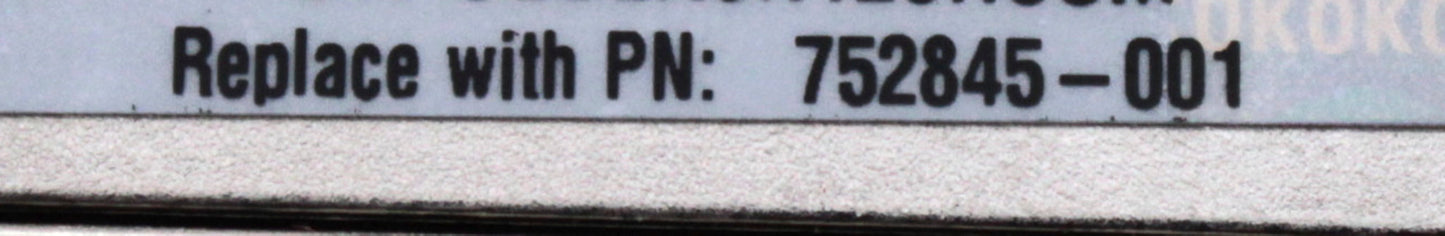 Replace with PN: 752845-001